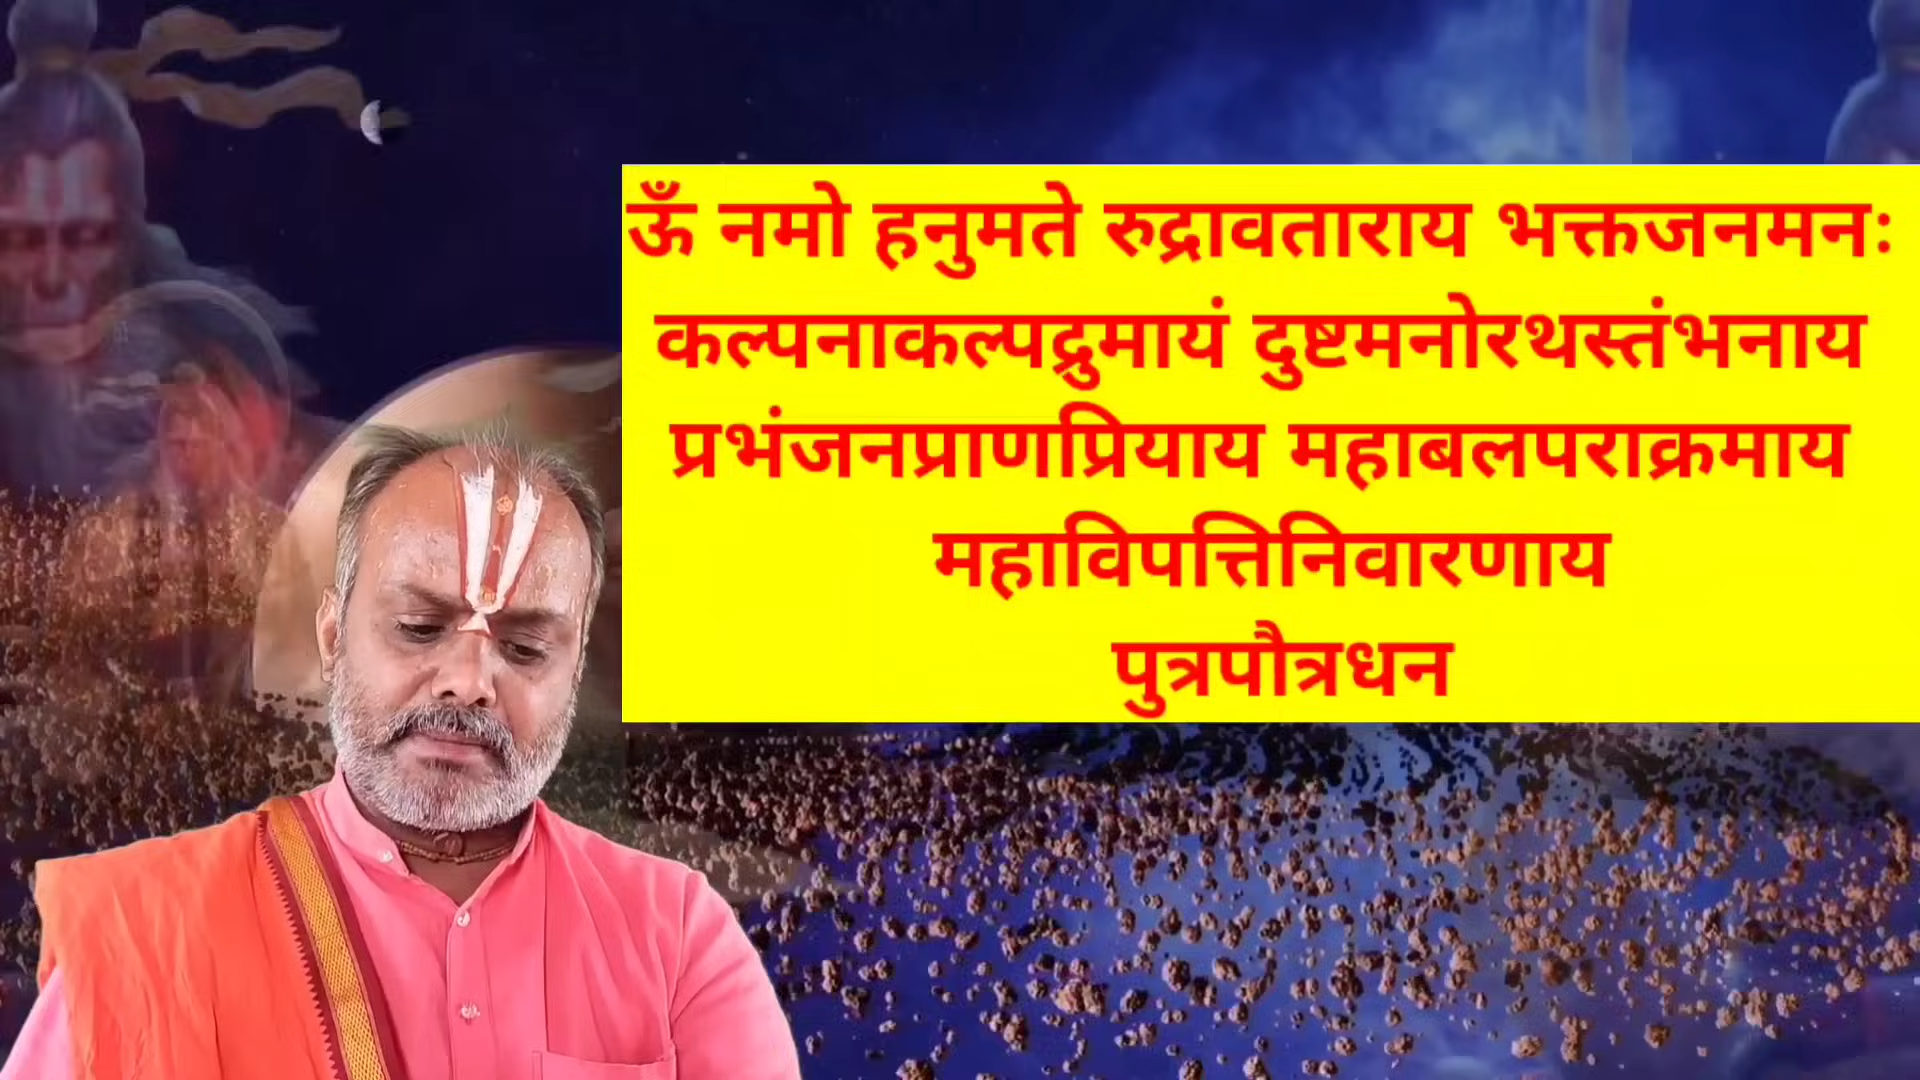 ऊँ नमो हनुमते रुद्रावताराय भक्तजनमनः
कल्पनाकल्पद्रुमायं दुष्टमनोरथस्तंभनाय
प्रभंजनप्राणप्रियाय महाबलपराक्रमाय
महाविपत्तिनिवारणाय
पुत्रपौत्रधन